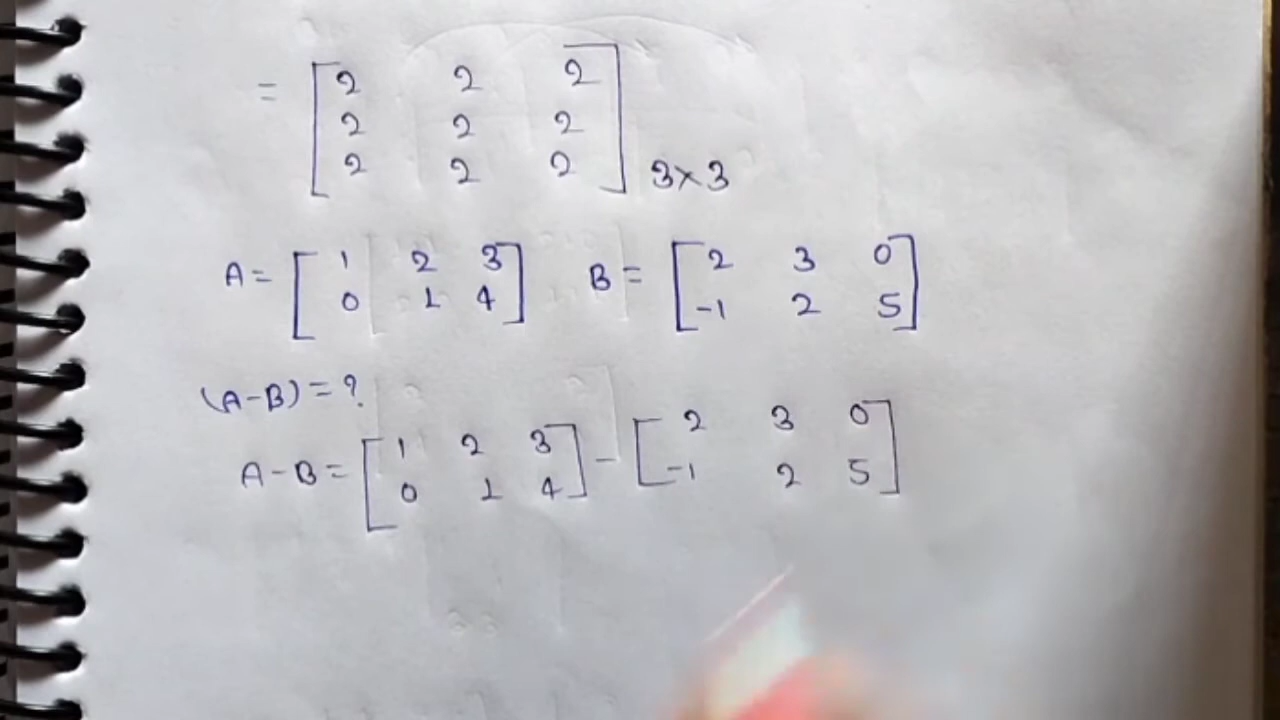 = [ 2 2 2
2 2 2
2 2 2 ] 3×3
A = [ 1 2 3 B = [ 2 3 0
0 1 4 ] -1 2 5 ]
(A-B) = ?
A - B = [ 1 2 3 - [ 2 3 0
0 1 4 ] -1 2 5 ]